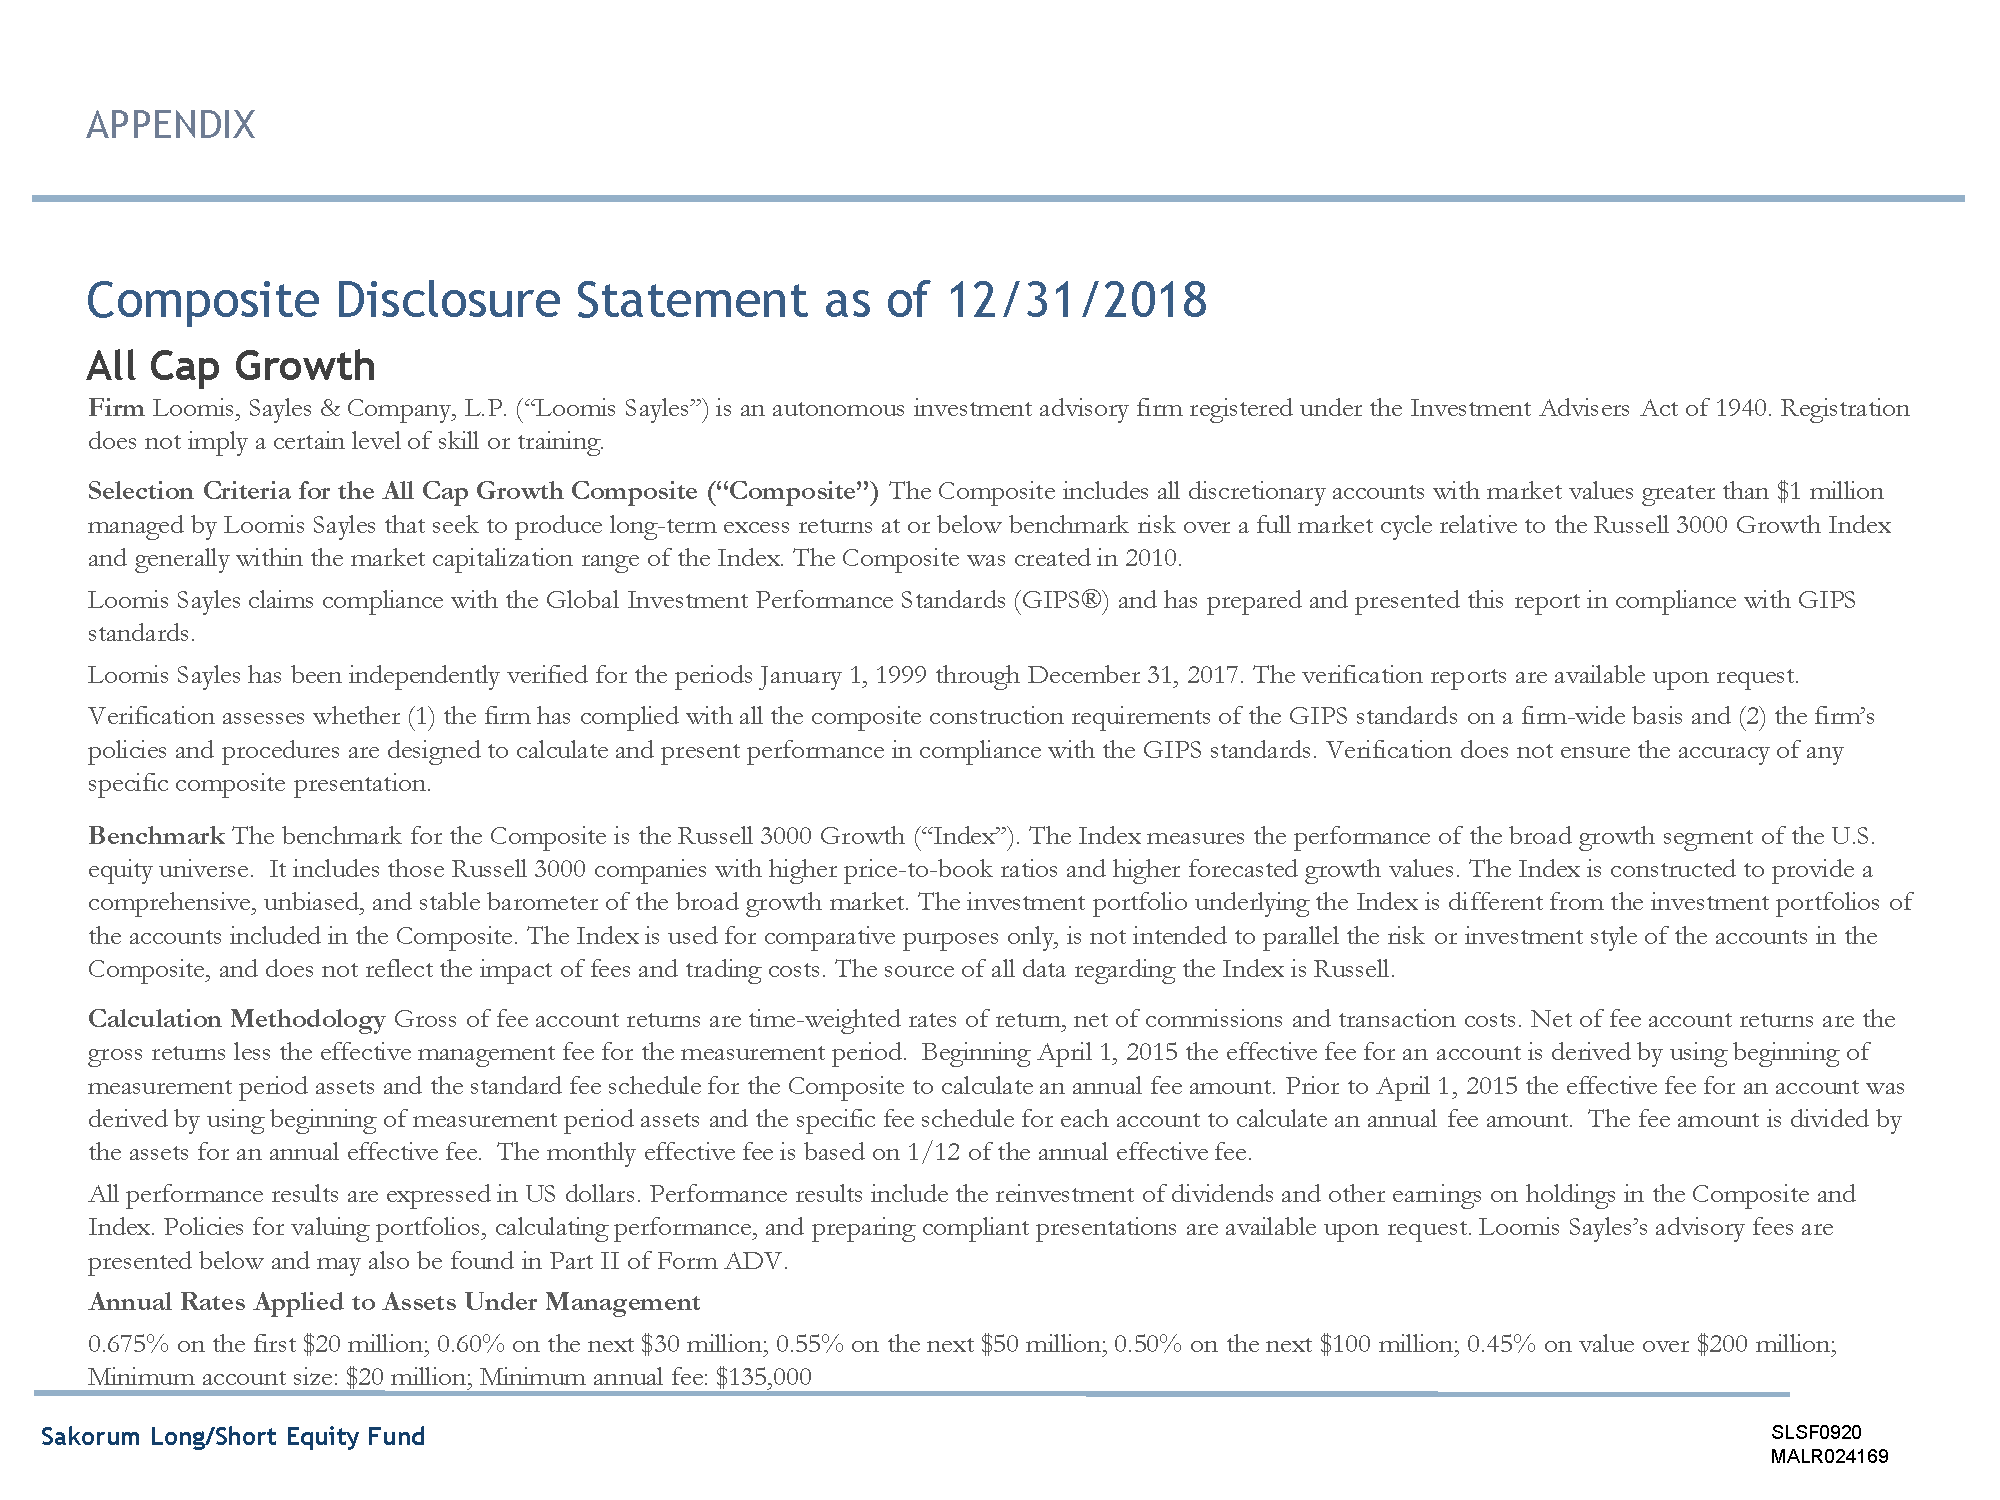 APPENDIX
Composite Disclosure Statement as of 12/31/2018
All Cap Growth
Firm Loomis, Sayles & Company, L.P. (“Loomis Sayles”) is an autonomous investment advisory firm registered under the Investment Advisers Act of 1940. Registration
does not imply a certain level of skill or training.
Selection Criteria for the All Cap Growth Composite (“Composite”) The Composite includes all discretionary accounts with market values greater than $1 million
managed by Loomis Sayles that seek to produce long-term excess returns at or below benchmark risk over a full market cycle relative to the Russell 3000 Growth Index
and generally within the market capitalization range of the Index. The Composite was created in 2010.
Loomis Sayles claims compliance with the Global Investment Performance Standards (GIPS®) and has prepared and presented this report in compliance with GIPS
standards.
Loomis Sayles has been independently verified for the periods January 1, 1999 through December 31, 2017. The verification reports are available upon request.
Verification assesses whether (1) the firm has complied with all the composite construction requirements of the GIPS standards on a firm-wide basis and (2) the firm’s
policies and procedures are designed to calculate and present performance in compliance with the GIPS standards. Verification does not ensure the accuracy of any
specific composite presentation.
Benchmark The benchmark for the Composite is the Russell 3000 Growth (“Index”). The Index measures the performance of the broad growth segment of the U.S.
equity universe.  It includes those Russell 3000 companies with higher price-to-book ratios and higher forecasted growth values. The Index is constructed to provide a
comprehensive, unbiased, and stable barometer of the broad growth market. The investment portfolio underlying the Index is different from the investment portfolios of
the accounts included in the Composite. The Index is used for comparative purposes only, is not intended to parallel the risk or investment style of the accounts in the
Composite, and does not reflect the impact of fees and trading costs. The source of all data regarding the Index is Russell.
Calculation Methodology Gross of fee account returns are time-weighted rates of return, net of commissions and transaction costs. Net of fee account returns are the
gross returns less the effective management fee for the measurement period.  Beginning April 1, 2015 the effective fee for an account is derived by using beginning of
measurement period assets and the standard fee schedule for the Composite to calculate an annual fee amount. Prior to April 1, 2015 the effective fee for an account was
derived by using beginning of measurement period assets and the specific fee schedule for each account to calculate an annual fee amount.  The fee amount is divided by
the assets for an annual effective fee.  The monthly effective fee is based on 1/12 of the annual effective fee.
All performance results are expressed in US dollars. Performance results include the reinvestment of dividends and other earnings on holdings in the Composite and
Index. Policies for valuing portfolios, calculating performance, and preparing compliant presentations are available upon request. Loomis Sayles’s advisory fees are
presented below and may also be found in Part II of Form ADV.
Annual Rates Applied to Assets Under Management
0.675% on the first $20 million; 0.60% on the next $30 million; 0.55% on the next $50 million; 0.50% on the next $100 million; 0.45% on value over $200 million;
Minimum account size: $20 million; Minimum annual fee: $135,000
Sakorum Long/Short Equity Fund
SLSF0920
MALR024169